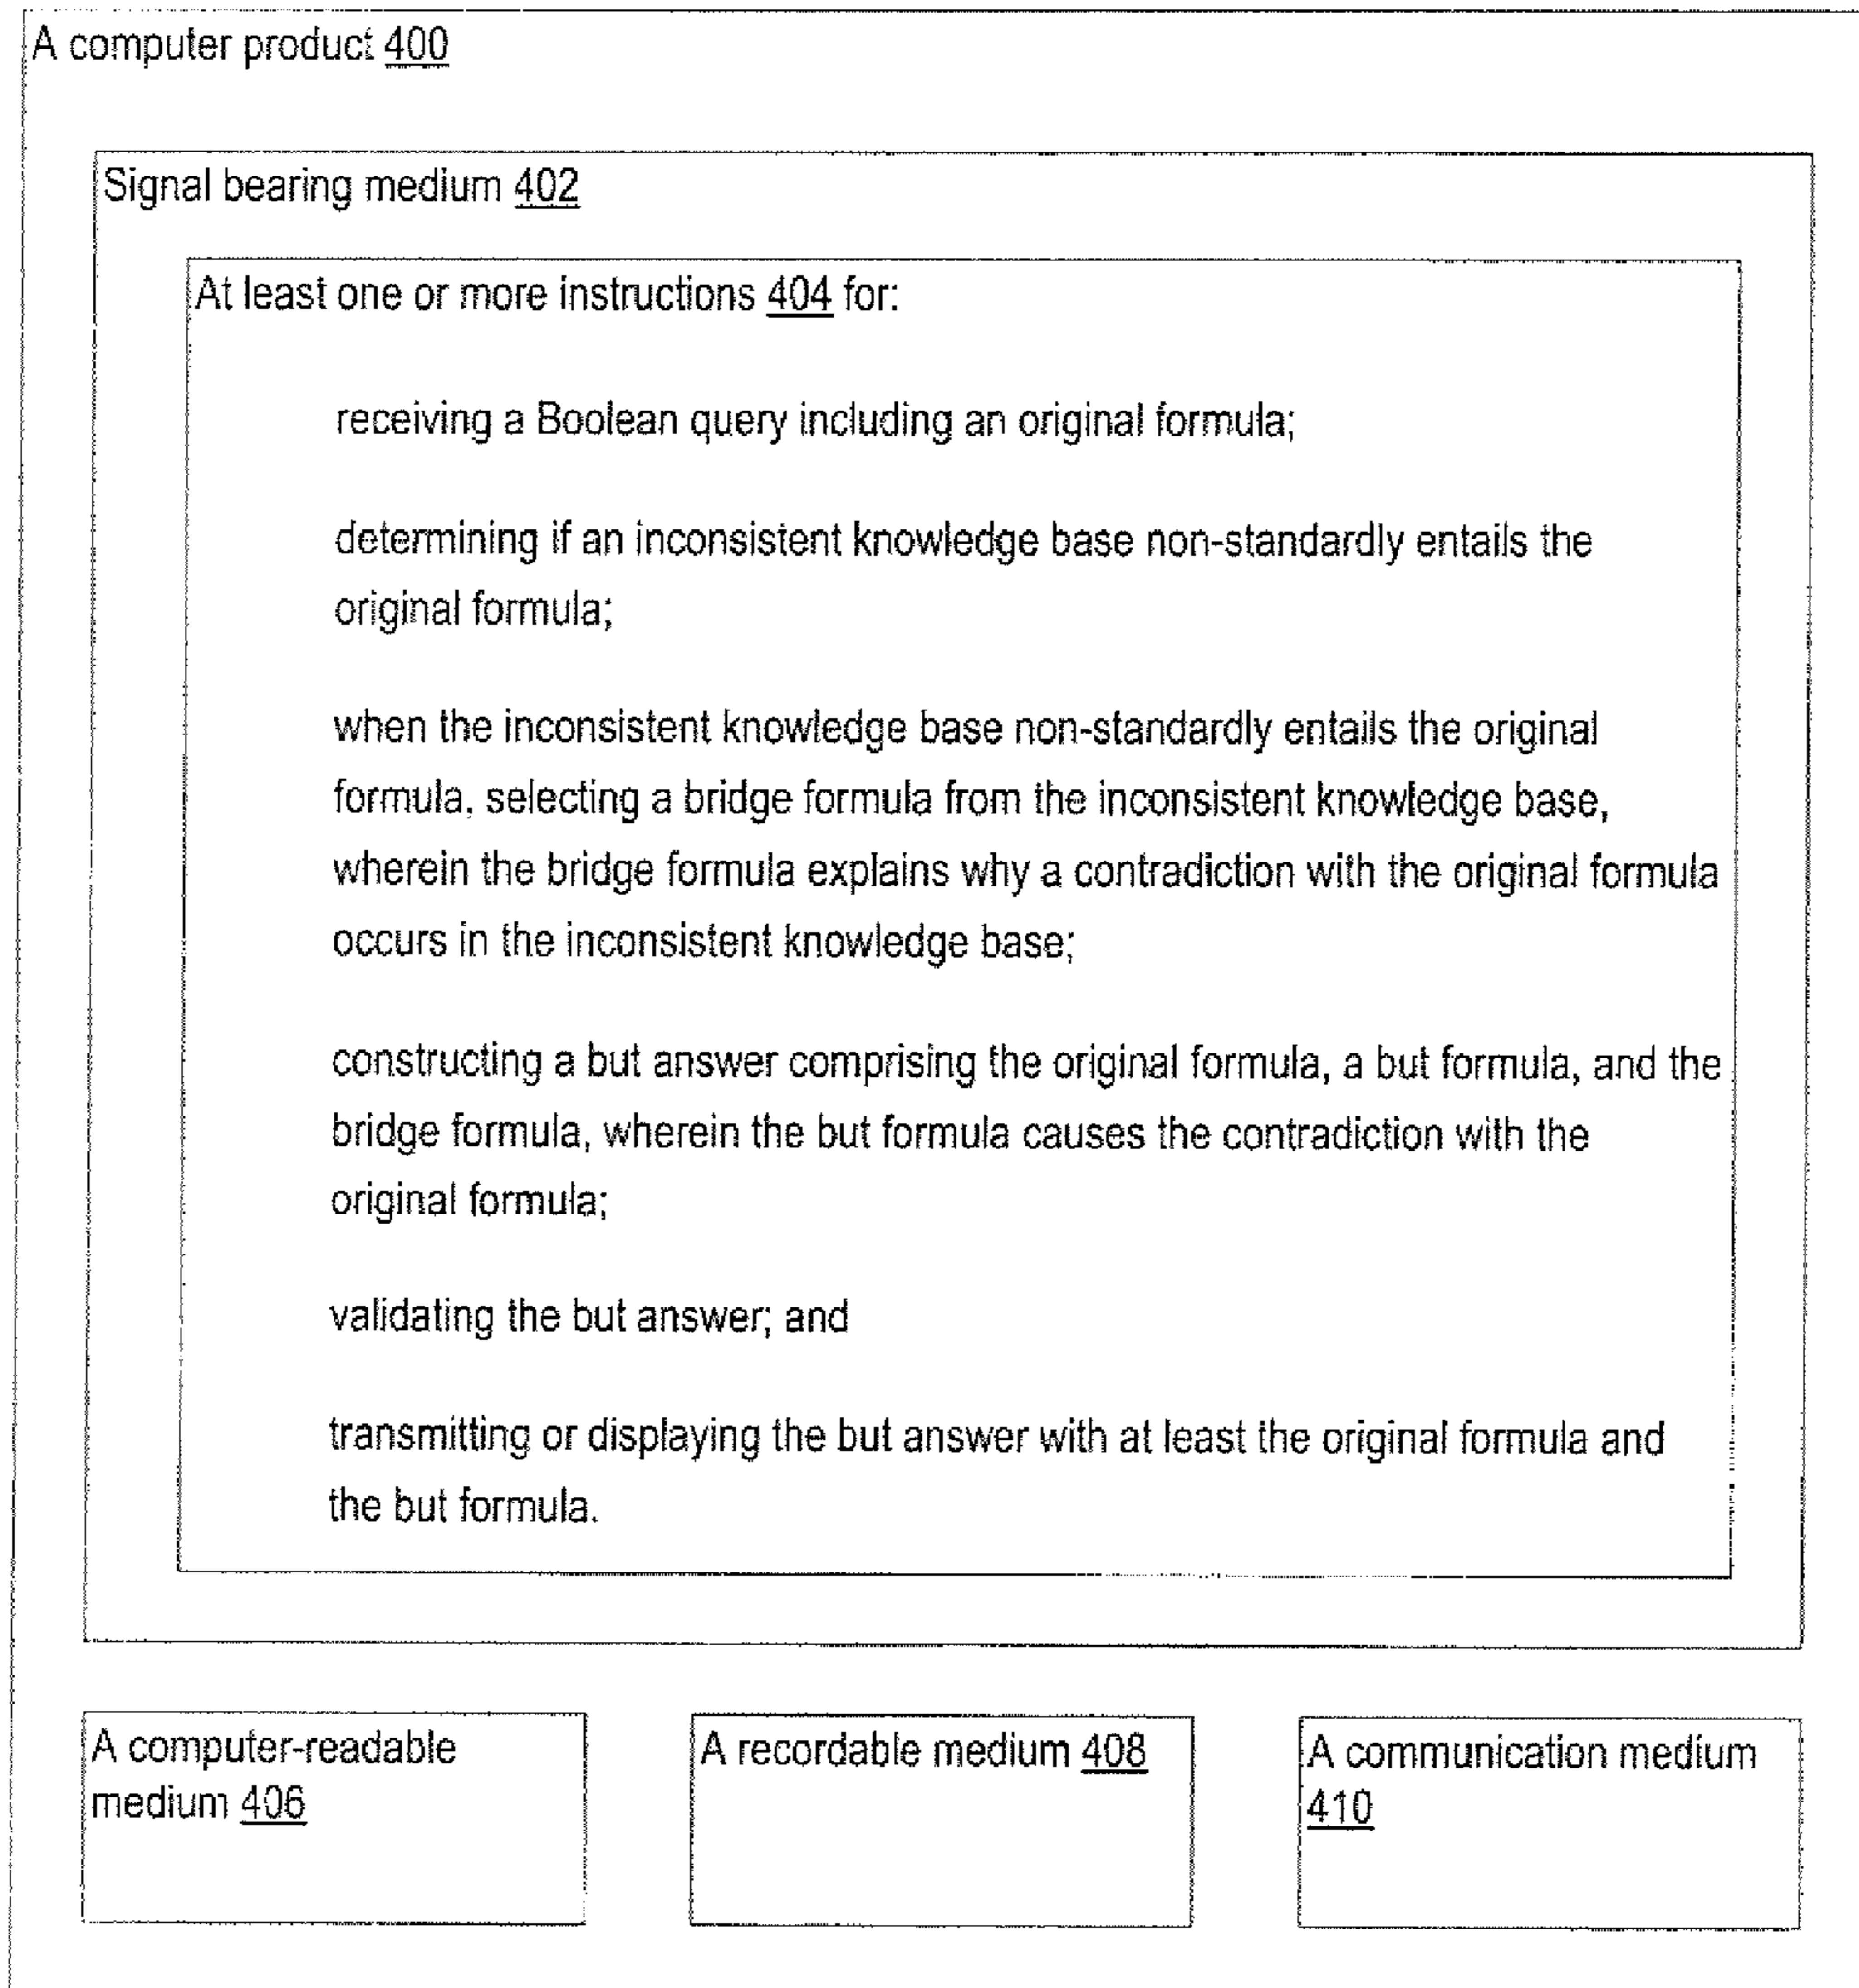 A computer product 400
Signal bearing medium 402
At least one or more instructions 404 for:
receiving a Boolean query including an original formula;
determining if an inconsistent knowledge base non-standardly entails the
original formula;
when the inconsistent knowledge base non-standardly entails the original
formula, selecting a bridge formula from the inconsistent knowledge base,
wherein the bridge formula explains why a contradiction with the original formula
occurs in the inconsistent knowledge base;
constructing a but answer comprising the original formula, a but formula, and the
bridge formula, wherein the but formula causes the contradiction with the
original formula;
validating the but answer; and
transmitting or displaying the but answer with at least the original formula and
the but formula.
A computer-readable
medium 406
A recordable medium 408
A communication medium
410